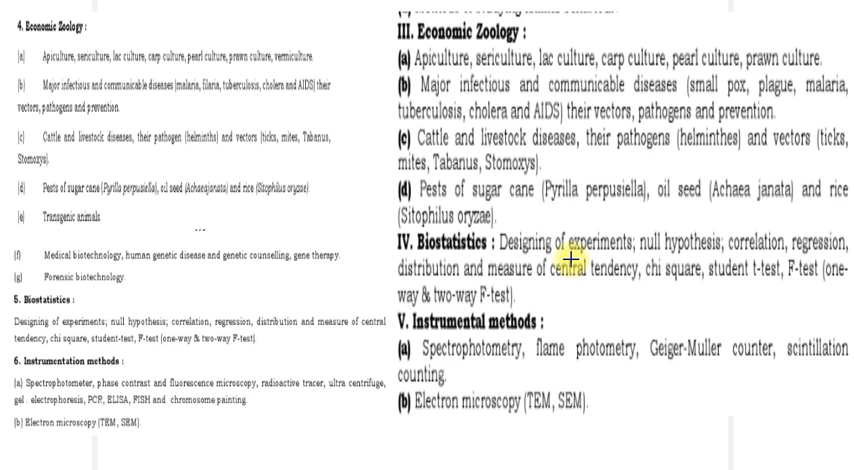 4. Economic Zoology :
(a) Apiculture, sericulture, lac culture, carp culture, pearl culture, prawn culture, vermiculture.
(b) Major infectious and communicable diseases (malaria, filaria, tuberculosis, cholera and AIDS) their
vectors, pathogens and prevention.
(c) Cattle and livestock diseases, their pathogen (helminths) and vectors (ticks, mites, Tabanus,
Stomoxys).
(d) Pests of sugar cane (Pyrilla perpusiella), oil seed (Achaeajanata) and rice (Sitophilus oryzae).
(e) Transgenic animals.
(f) Medical biotechnology, human genetic disease and genetic counselling, gene therapy.
(g) Forensic biotechnology.
5. Biostatistics :
Designing of experiments; null hypothesis; correlation, regression, distribution and measure of central
tendency, chi square, student-test, F-test (one-way & two-way F-test).
6. Instrumentation methods :
(a) Spectrophotometer, phase contrast and fluorescence microscopy, radioactive tracer, ultra centrifuge,
gel electrophoresis, PCR, ELISA, FISH and chromosome painting.
(b) Electron microscopy (TEM, SEM).
III. Economic Zoology :
(a) Apiculture, sericulture, lac culture, carp culture, pearl culture, prawn culture.
(b) Major infectious and communicable diseases (small pox, plague, malaria,
tuberculosis, cholera and AIDS) their vectors, pathogens and prevention.
(c) Cattle and livestock diseases, their pathogens (helminthes) and vectors (ticks,
mites, Tabanus, Stomoxys).
(d) Pests of sugar cane (Pyrilla perpusiella), oil seed (Achaea janata) and rice
(Sitophilus oryzae).
IV. Biostatistics : Designing of experiments; null hypothesis; correlation, regression,
distribution and measure of central tendency, chi square, student t-test, F-test (one-
way & two-way F-test).
V. Instrumental methods :
(a) Spectrophotometry, flame photometry, Geiger-Muller counter, scintillation
counting.
(b) Electron microscopy (TEM, SEM).